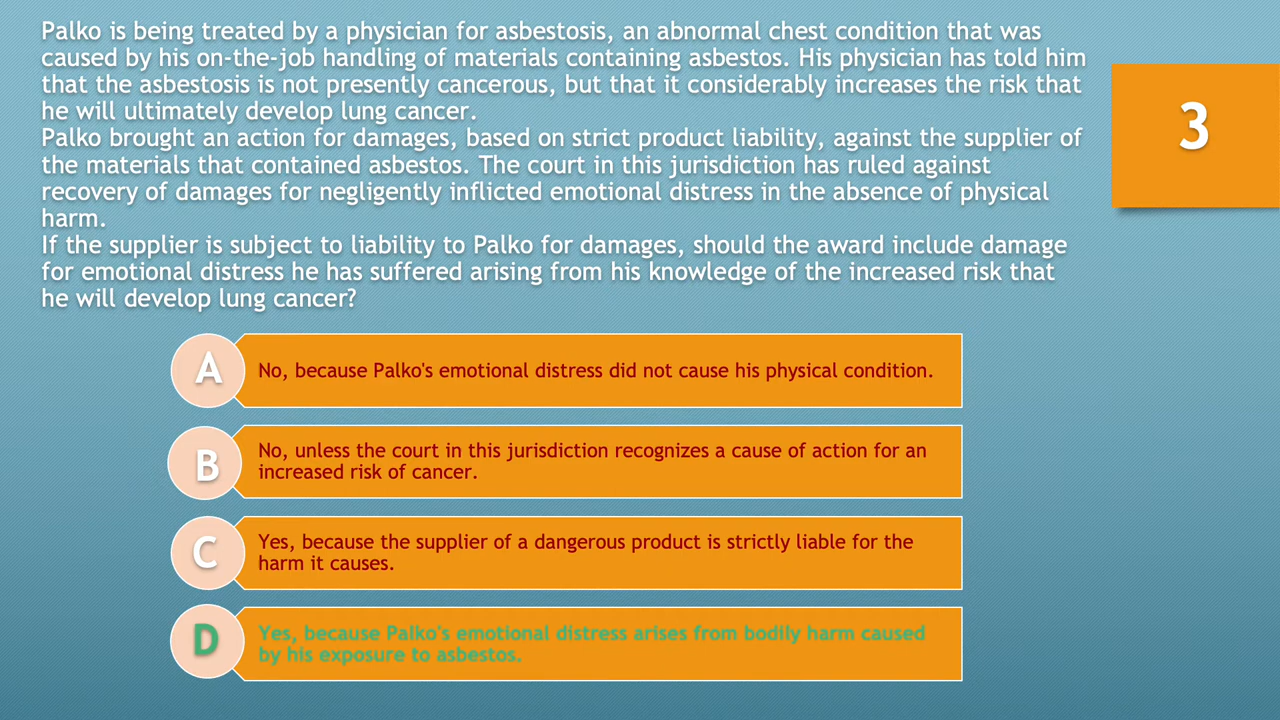 Palko is being treated by a physician for asbestosis, an abnormal chest condition that was
caused by his on-the-job handling of materials containing asbestos. His physician has told him
that the asbestosis is not presently cancerous, but that it considerably increases the risk that
he will ultimately develop lung cancer.
Palko brought an action for damages, based on strict product liability, against the supplier of
the materials that contained asbestos. The court in this jurisdiction has ruled against
recovery of damages for negligently inflicted emotional distress in the absence of physical
harm.
If the supplier is subject to liability to Palko for damages, should the award include damage
for emotional distress he has suffered arising from his knowledge of the increased risk that
he will develop lung cancer?
3
A
No, because Palko's emotional distress did not cause his physical condition.
B
No, unless the court in this jurisdiction recognizes a cause of action for an
increased risk of cancer.
C
Yes, because the supplier of a dangerous product is strictly liable for the
harm it causes.
D
Yes, because Palko's emotional distress arises from bodily harm caused
by his exposure to asbestos.